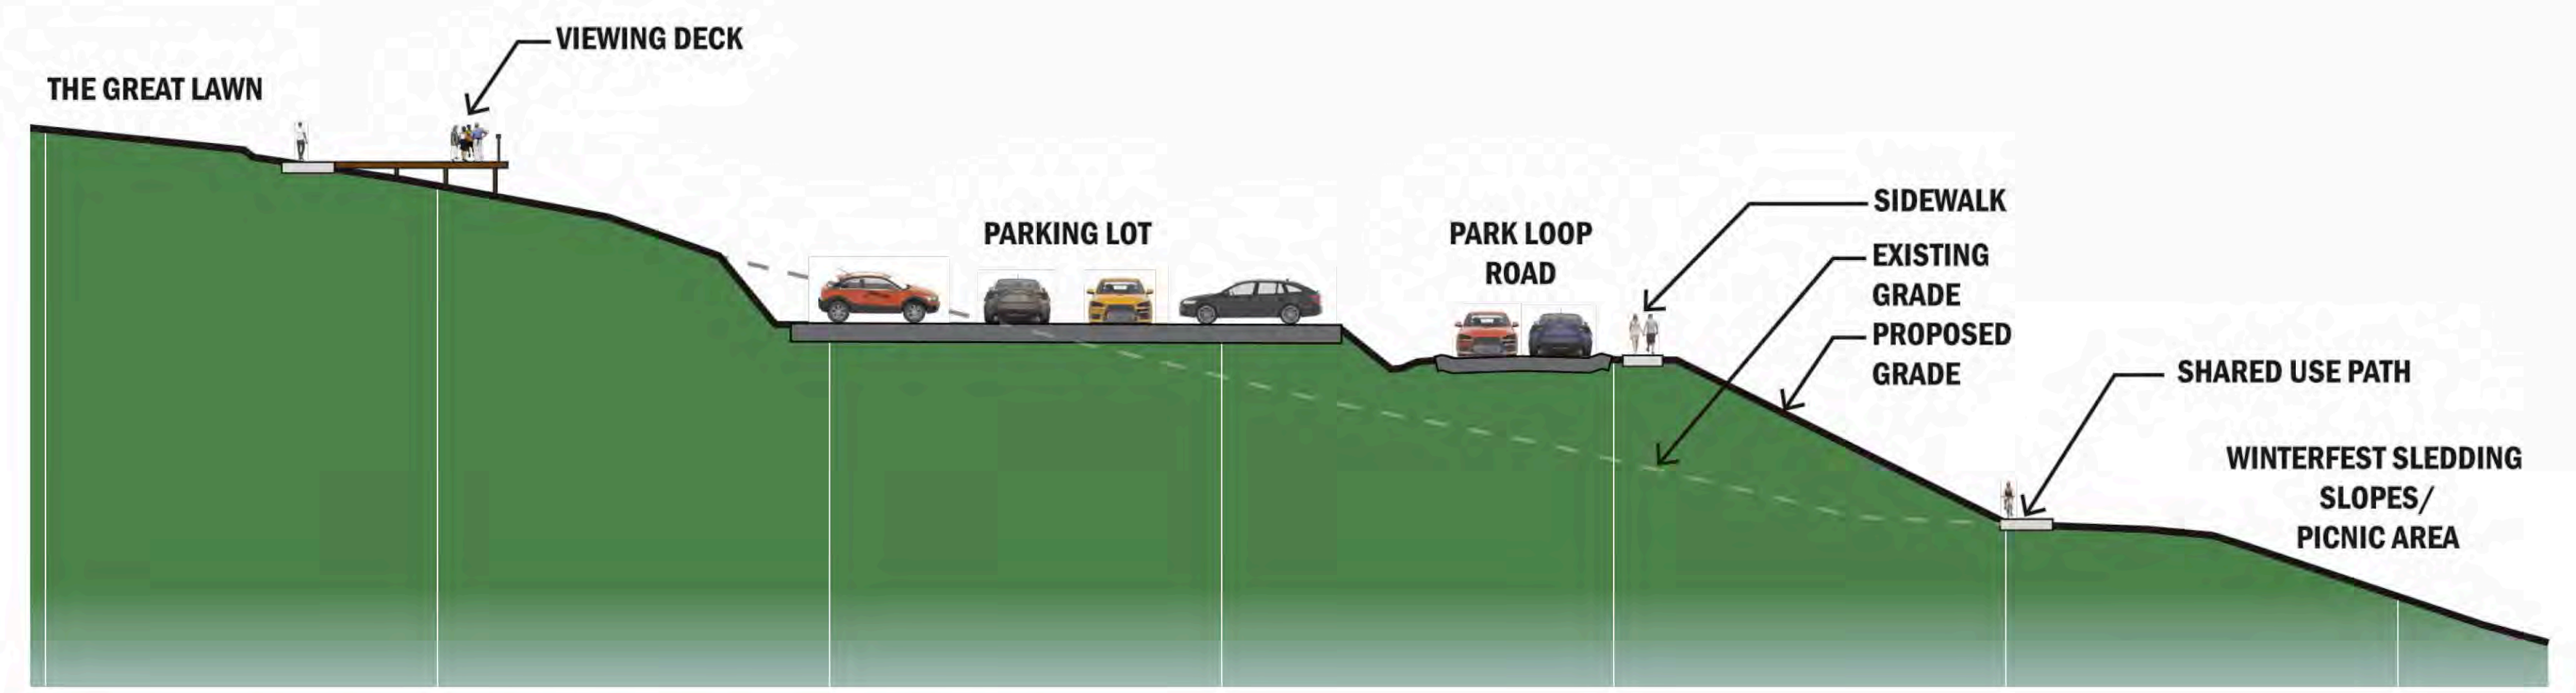 VIEWING DECK
THE GREAT LAWN
PARKING LOT
PARK LOOP
ROAD
SIDEWALK
EXISTING
GRADE
PROPOSED
GRADE
SHARED USE PATH
WINTERFEST SLEDDING
SLOPES/
PICNIC AREA